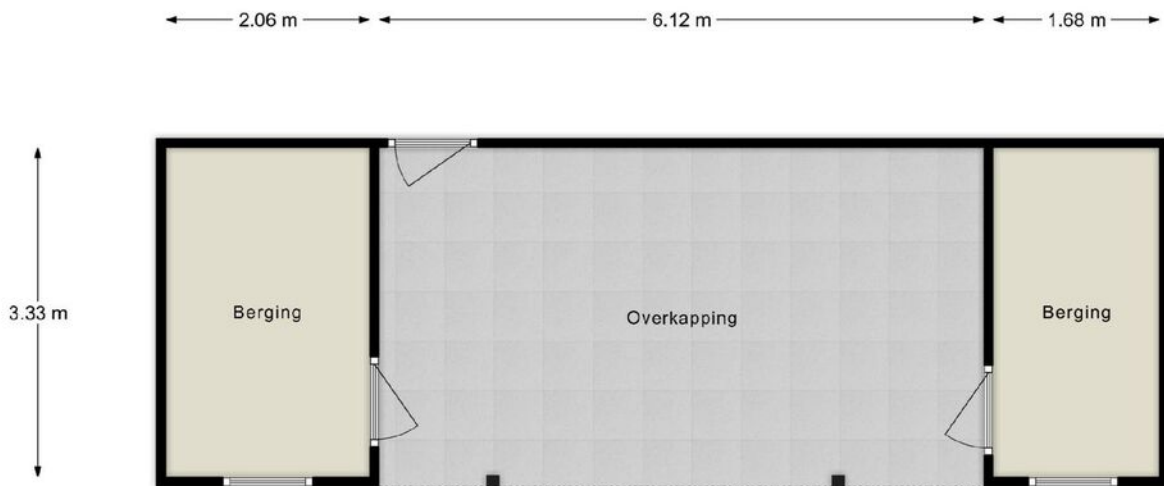 2.06 m
6.12 m
1.68 m
3.33 m
Berging
Overkapping
Berging